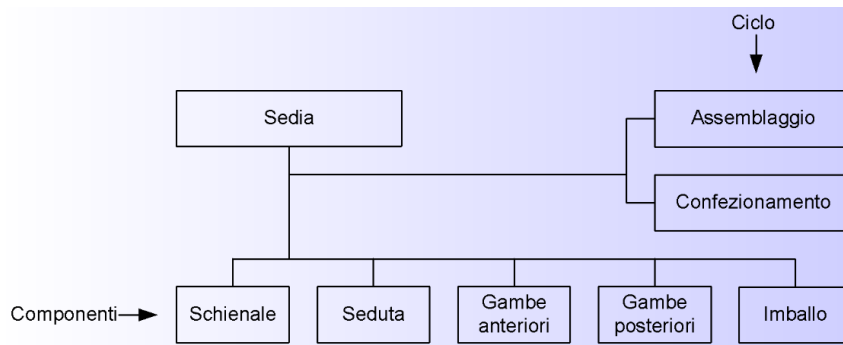 Ciclo
Sedia
Assemblaggio
Confezionamento
Componenti
Schienale
Seduta
Gambe
anteriori
Gambe
posteriori
Imballo